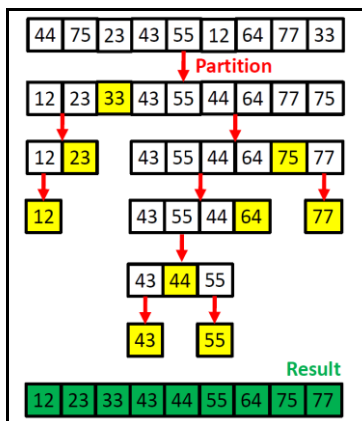 44 75 23 43 55 12 64 77 33
Partition
12 23 33 43 55 44 64 77 75
12 23 43 55 44 64 75 77
12 43 55 44 64 77
43 44 55
43 55
Result
12 23 33 43 44 55 64 75 77